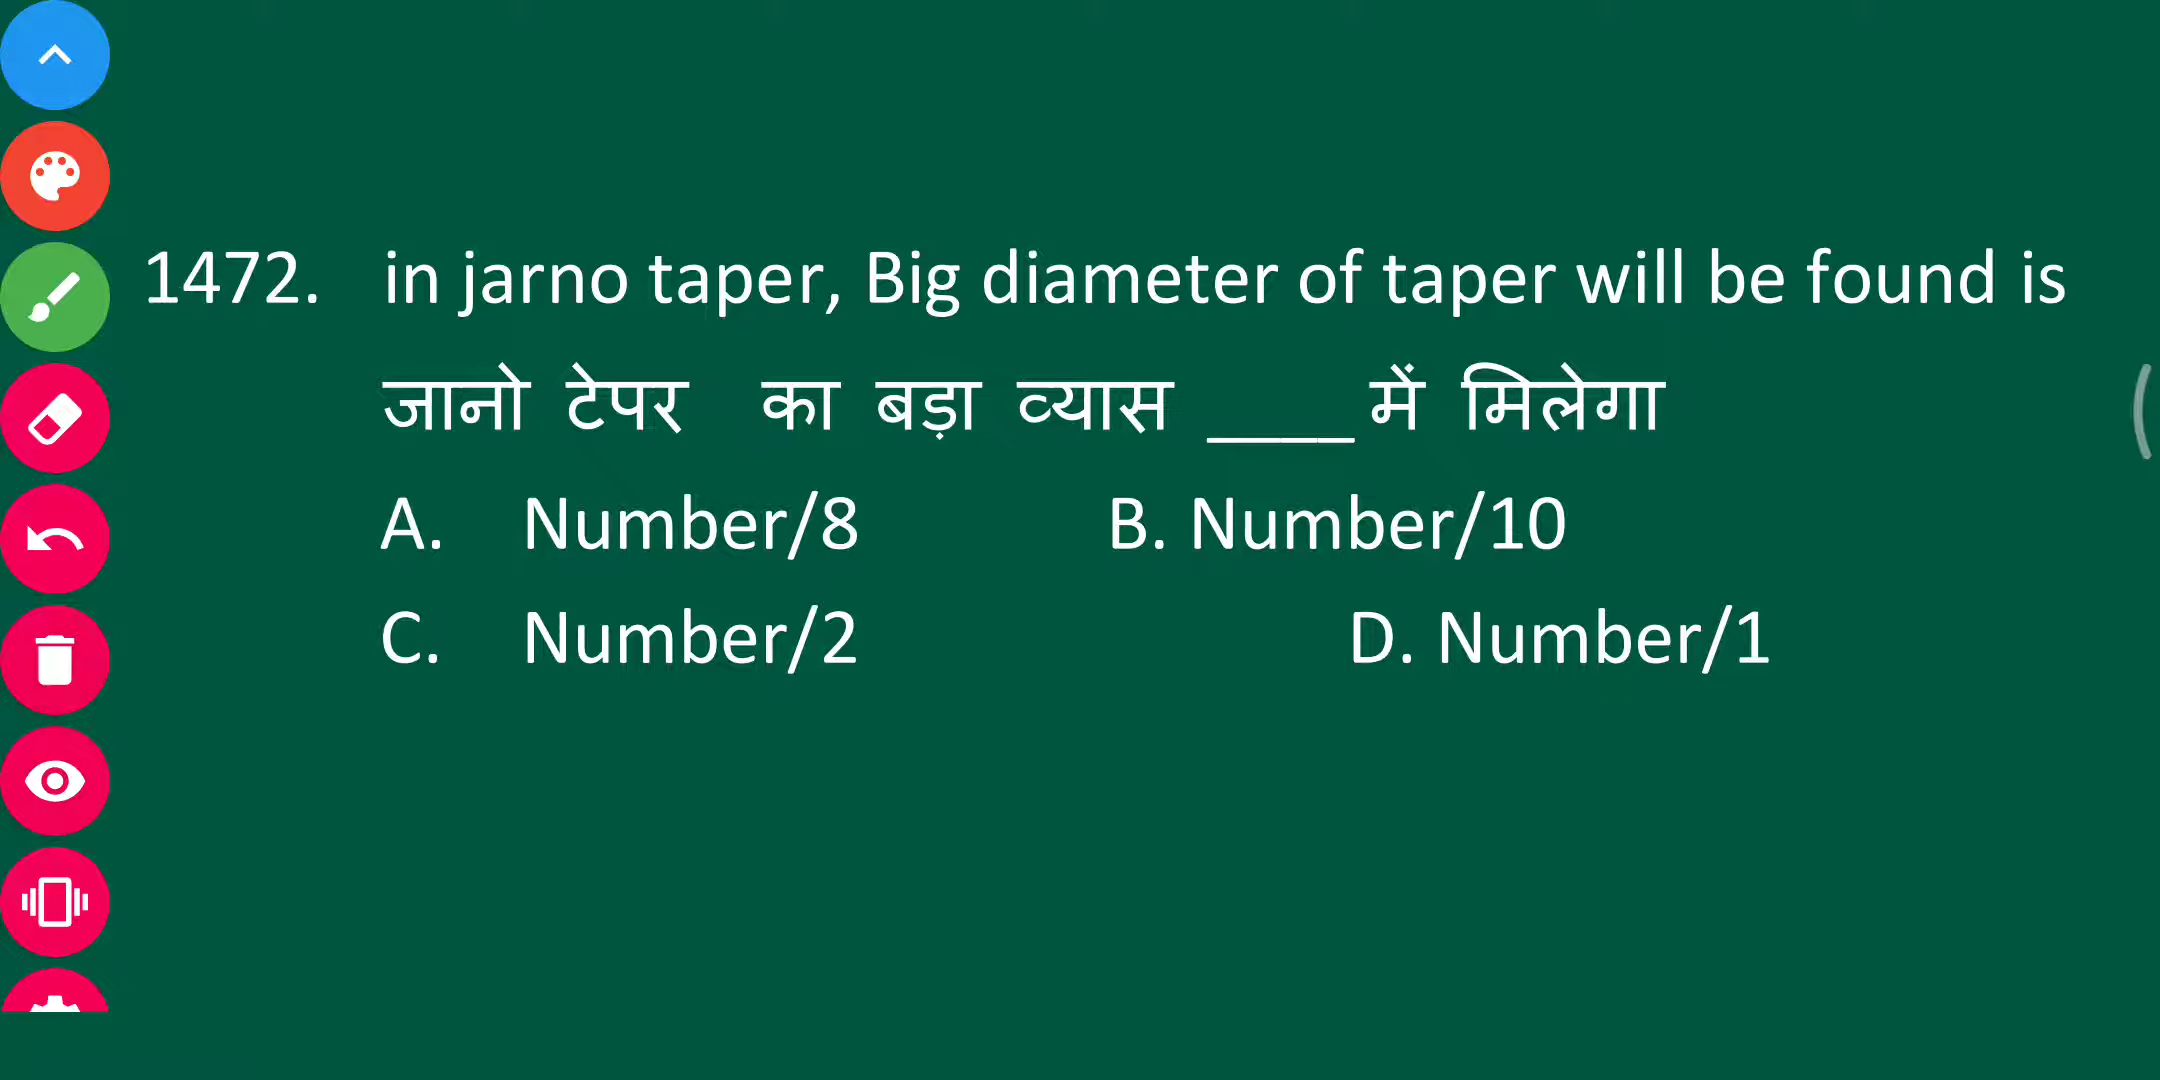 1472. in jarno taper, Big diameter of taper will be found is
जानो टेपर का बड़ा व्यास ____ में मिलेगा
A. Number/8 B. Number/10
C. Number/2 D. Number/1